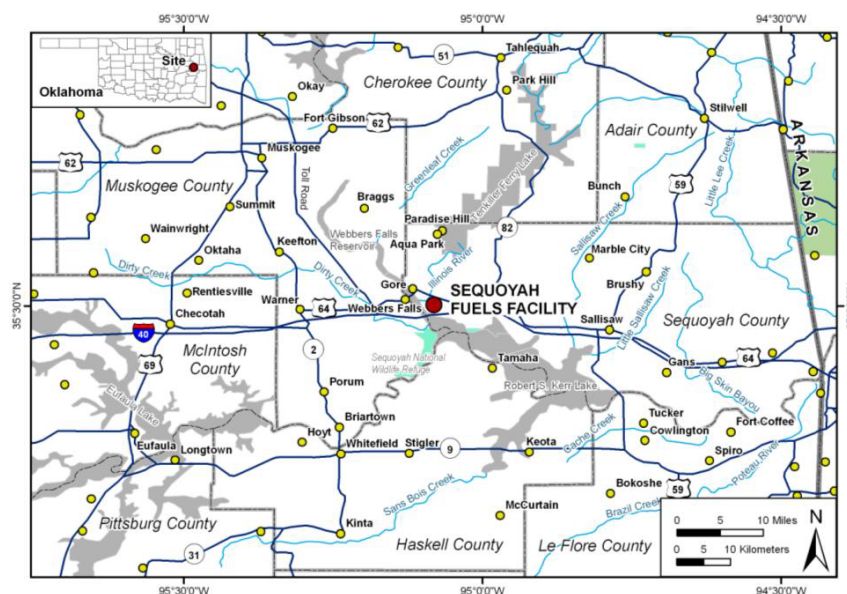 95°30'0"W
95°0'0"W
94°30'0"W
Site
Oklahoma
51
Tahlequah
Park Hill
Cherokee County
Okay
Fort Gibson
62
Stilwell
Adair County
ARKANSAS
Muskogee
62
Toll Road
Greenleaf Creek
Tenkiller Ferry Lake
59
Little Lee Creek
Muskogee County
Summit
Braggs
Bunch
Sallisaw Creek
Paradise Hill
82
Wainwright
Webbers Falls
Reservoir
Aqua Park
Oktaha
Keefton
Marble City
Dirty Creek
Dirty Creek
Illinois River
Brushy
Gore
SEQUOYAH
FUELS FACILITY
Rentiesville
Warner
64
Webbers Falls
Little Sallisaw Creek
35°30'0"N
35°30'0"N
Checotah
Sallisaw
Sequoyah County
40
69
McIntosh
County
2
Sequoyah National
Wildlife Refuge
Tamaha
Gans
64
Robert S. Kerr Lake
Big Skin Bayou
Eufaula Lake
Porum
Briartown
Tucker
Cowlington
Fort-Coffee
Hoyt
Cache Creek
Eufaula
Longtown
Whitefield
Stigler
9
Keota
Spiro
Poteau River
Sans Bois Creek
Bokoshe
59
McCurtain
Brazil Creek
Pittsburg County
Kinta
31
Haskell County
Le Flore County
0 5 10 Miles
0 5 10 Kilometers
N
95°30'0"W
95°0'0"W
94°30'0"W